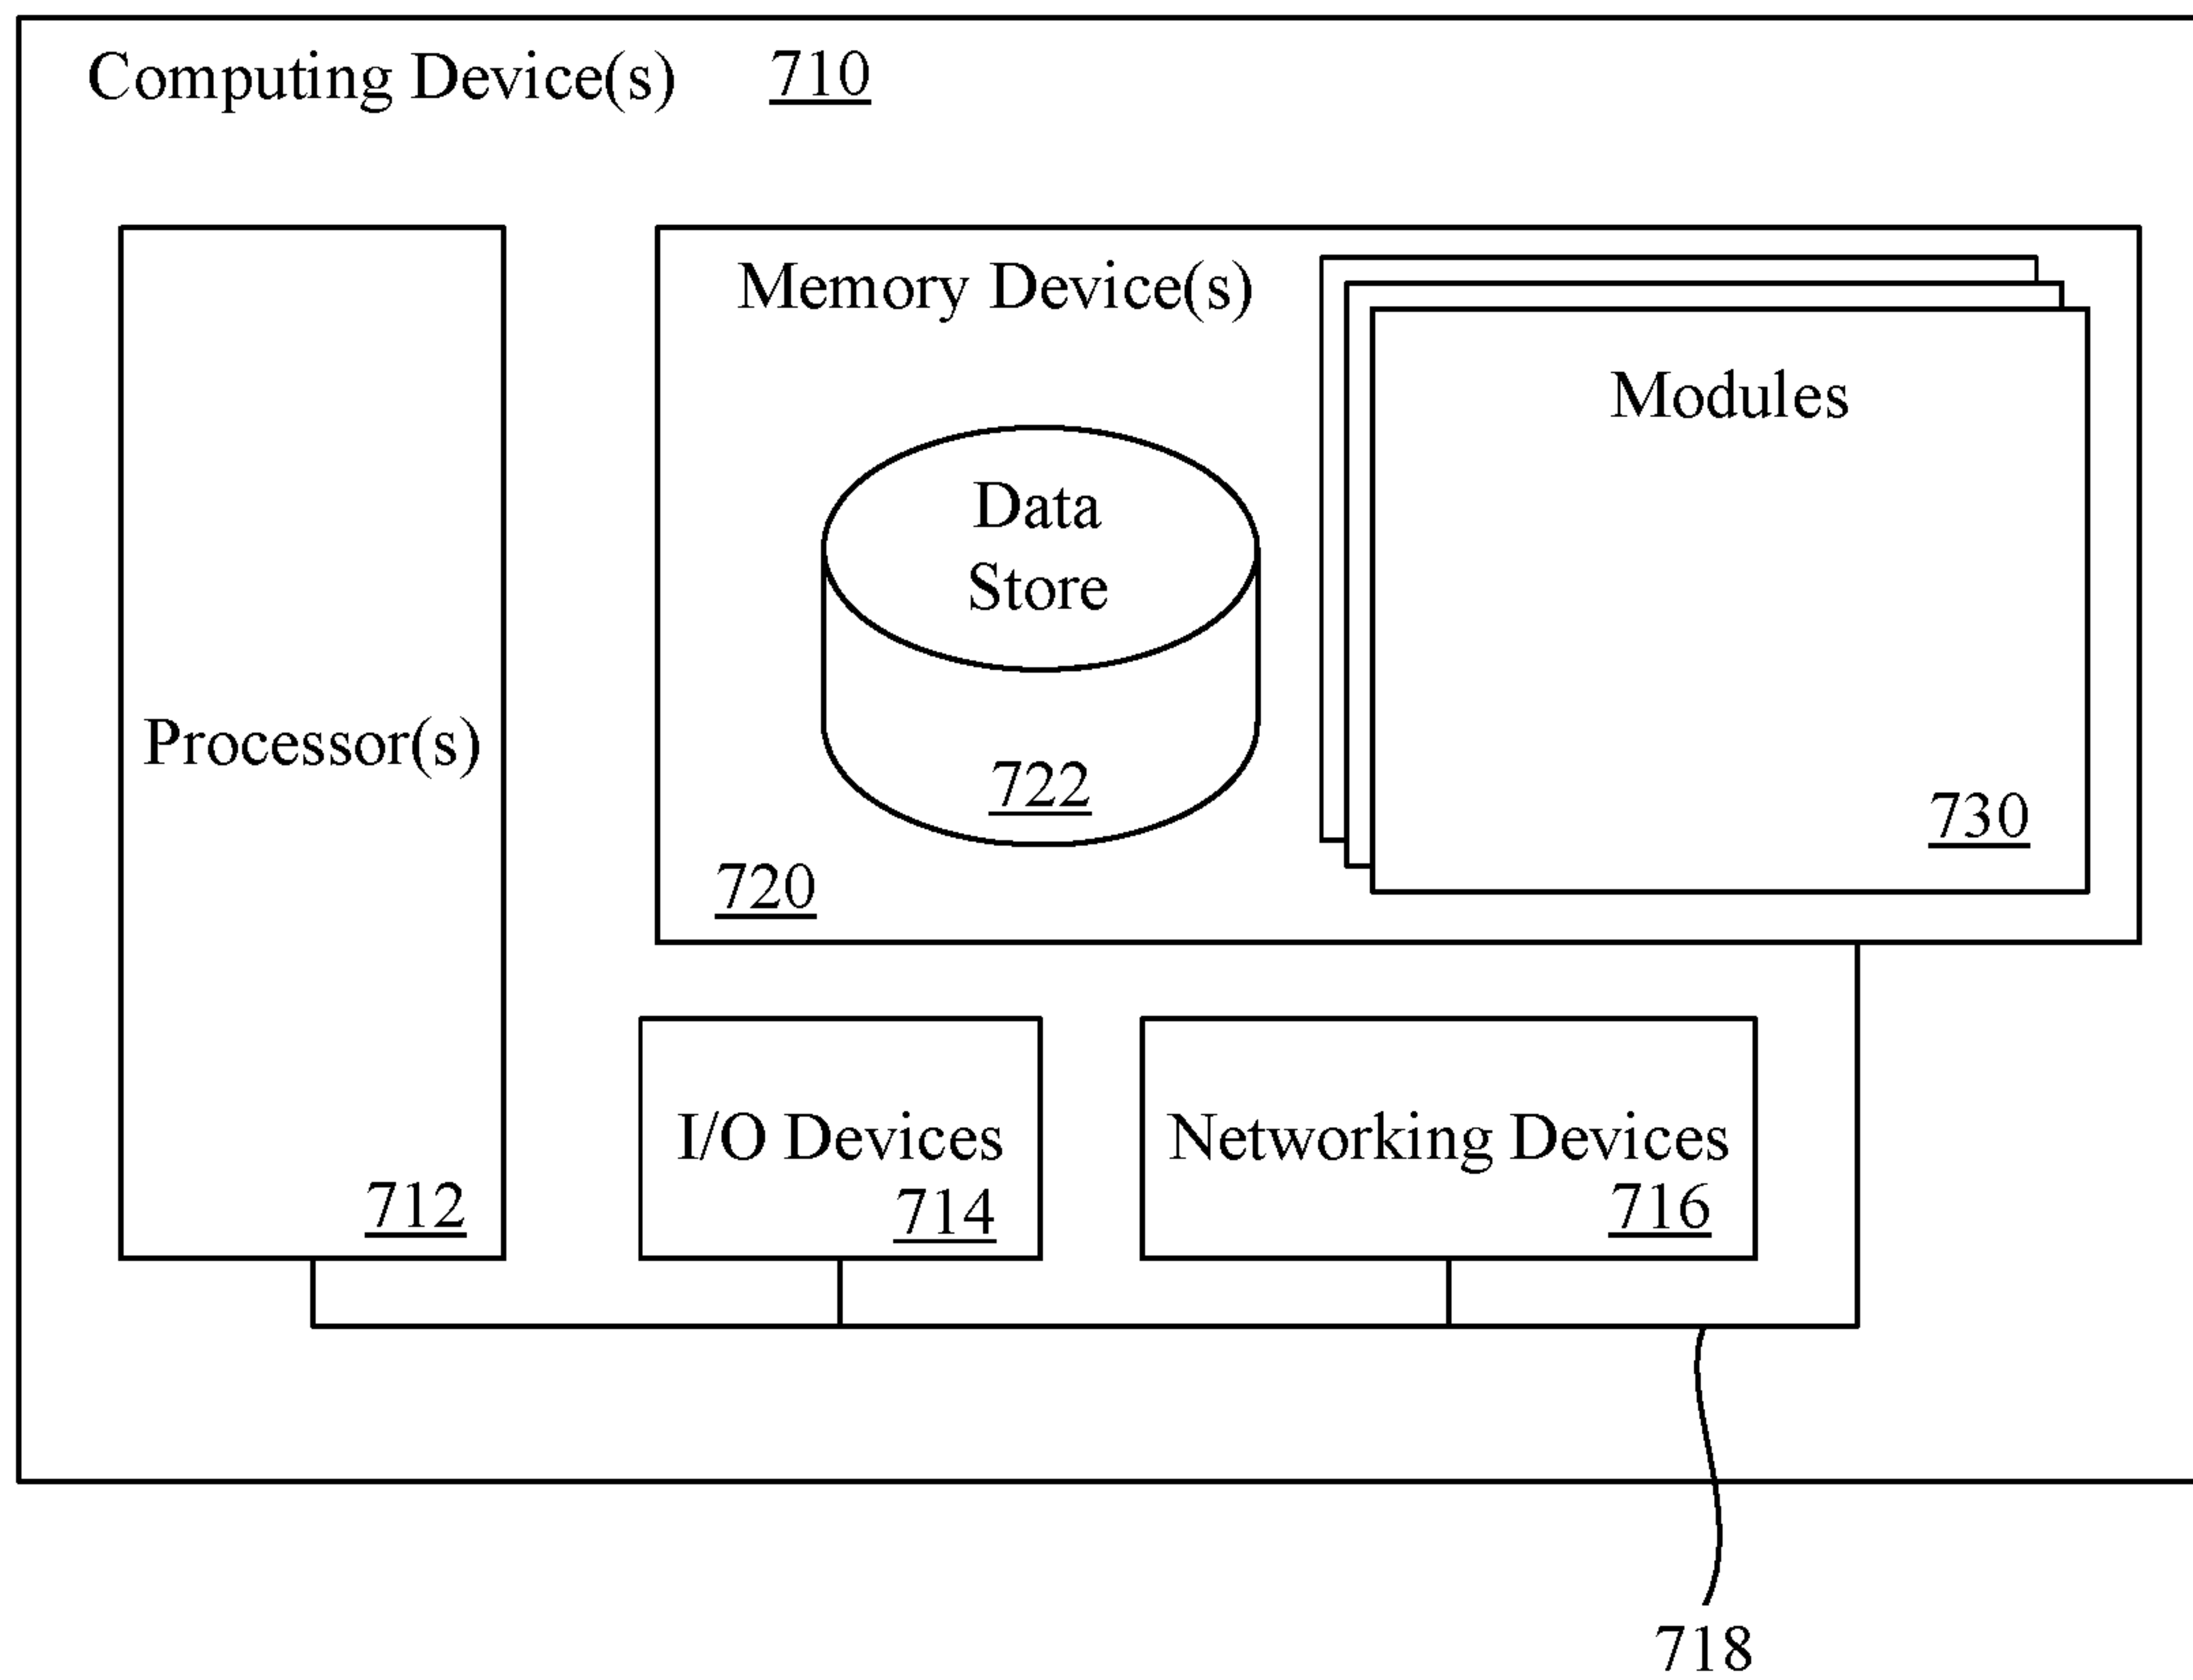 Computing Device(s) 710
Memory Device(s)
Modules
Data
Store
Processor(s)
722
730
720
I/O Devices
Networking Devices
712
714
716
718